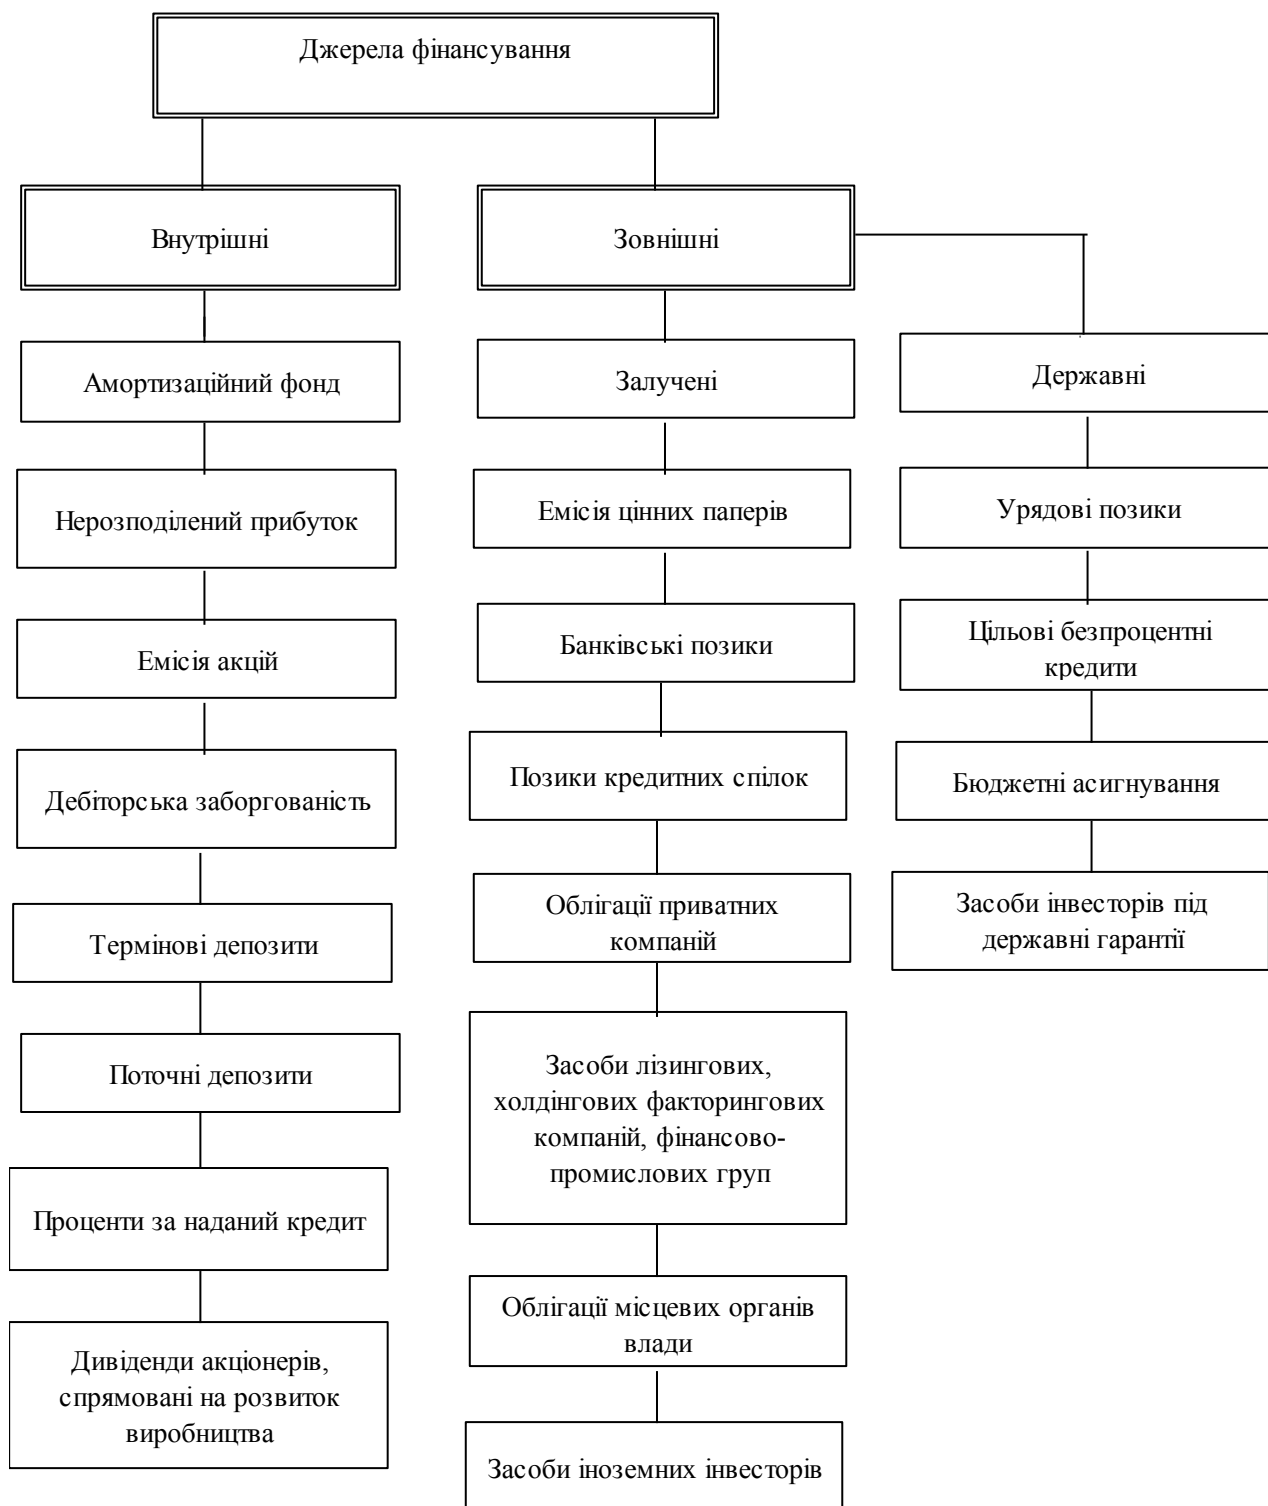 Джерела фінансування
Внутрішні
Амортизаційний фонд
Нерозподілений прибуток
Емісія акцій
Дебіторська заборгованість
Термінові депозити
Поточні депозити
Проценти за наданий кредит
Дивіденди акціонерів,
спрямовані на розвиток
виробництва
Зовнішні
Залучені
Емісія цінних паперів
Банківські позики
Позики кредитних спілок
Облігації приватних
компаній
Засоби лізингових,
холдінгових факторингових
компаній, фінансово-
промислових груп
Облігації місцевих органів
влади
Засоби іноземних інвесторів
Державні
Урядові позики
Цільові безпроцентні
кредити
Бюджетні асигнування
Засоби інвесторів під
державні гарантії